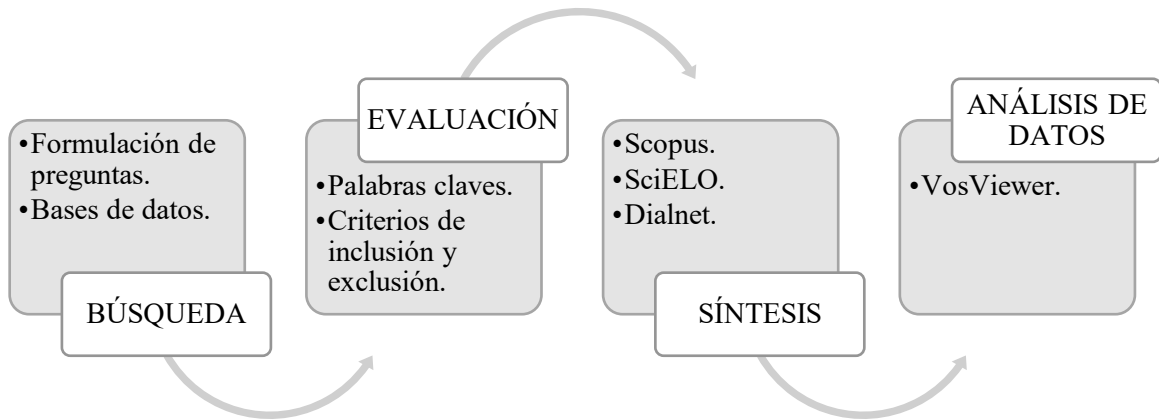 •Formulación de
preguntas.
•Bases de datos.
BÚSQUEDA
EVALUACIÓN
•Palabras claves.
•Criterios de
inclusión y
exclusión.
•Scopus.
•SciELO.
•Dialnet.
SÍNTESIS
ANÁLISIS DE
DATOS
•VosViewer.